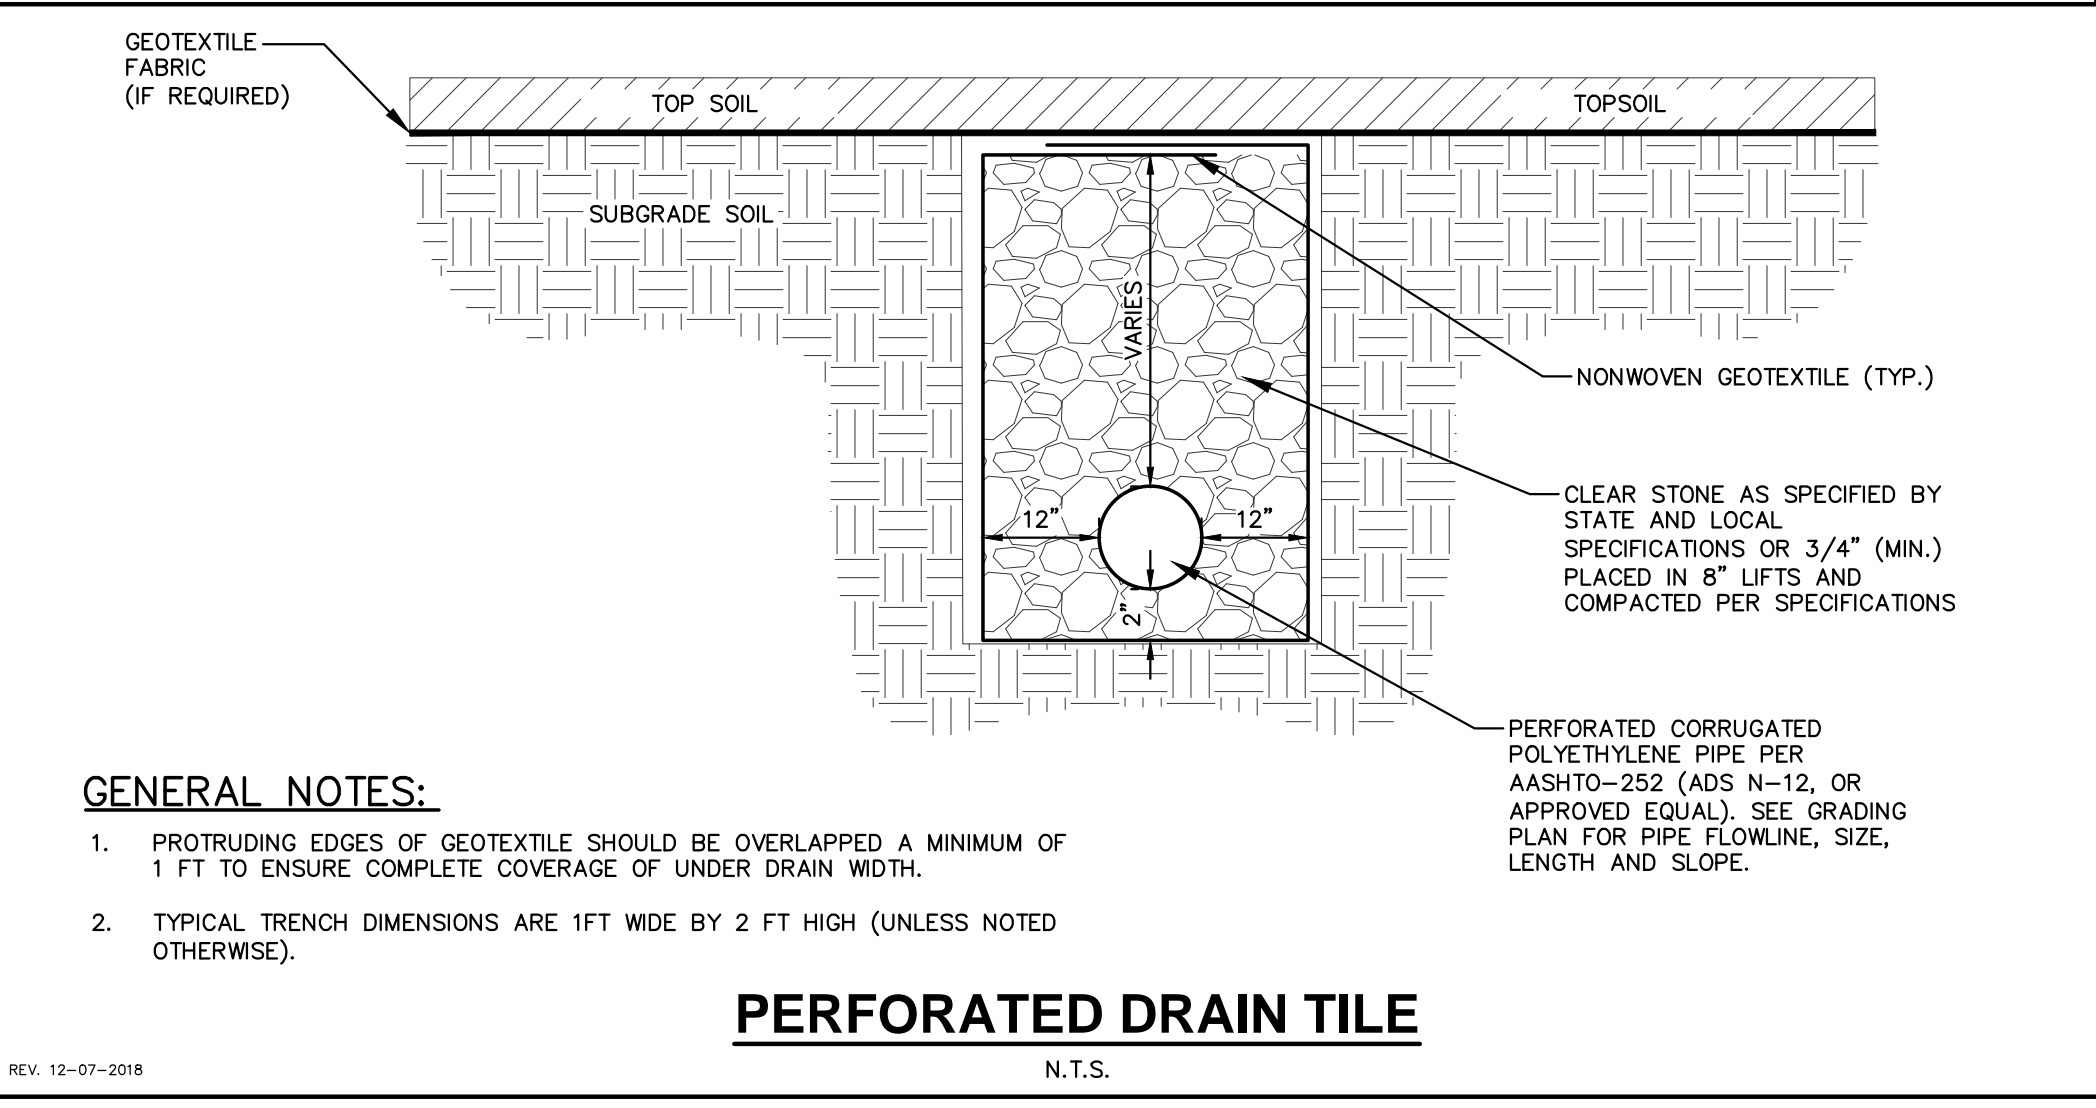 GEOTEXTILE
FABRIC
(IF REQUIRED)
TOP SOIL
TOPSOIL
SUBGRADE SOIL
VARIES
NONWOVEN GEOTEXTILE (TYP.)
CLEAR STONE AS SPECIFIED BY
STATE AND LOCAL
SPECIFICATIONS OR 3/4" (MIN.)
PLACED IN 8" LIFTS AND
COMPACTED PER SPECIFICATIONS
12"
12"
2"
PERFORATED CORRUGATED
POLYETHYLENE PIPE PER
AASHTO-252 (ADS N-12, OR
APPROVED EQUAL). SEE GRADING
PLAN FOR PIPE FLOWLINE, SIZE,
LENGTH AND SLOPE.
GENERAL NOTES:
1. PROTRUDING EDGES OF GEOTEXTILE SHOULD BE OVERLAPPED A MINIMUM OF
1 FT TO ENSURE COMPLETE COVERAGE OF UNDER DRAIN WIDTH.
2. TYPICAL TRENCH DIMENSIONS ARE 1FT WIDE BY 2 FT HIGH (UNLESS NOTED
OTHERWISE).
PERFORATED DRAIN TILE
N.T.S.
REV. 12-07-2018